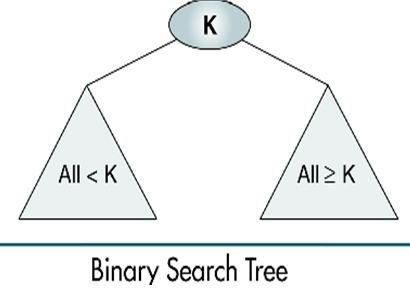 K
All < K
All ≥ K
Binary Search Tree